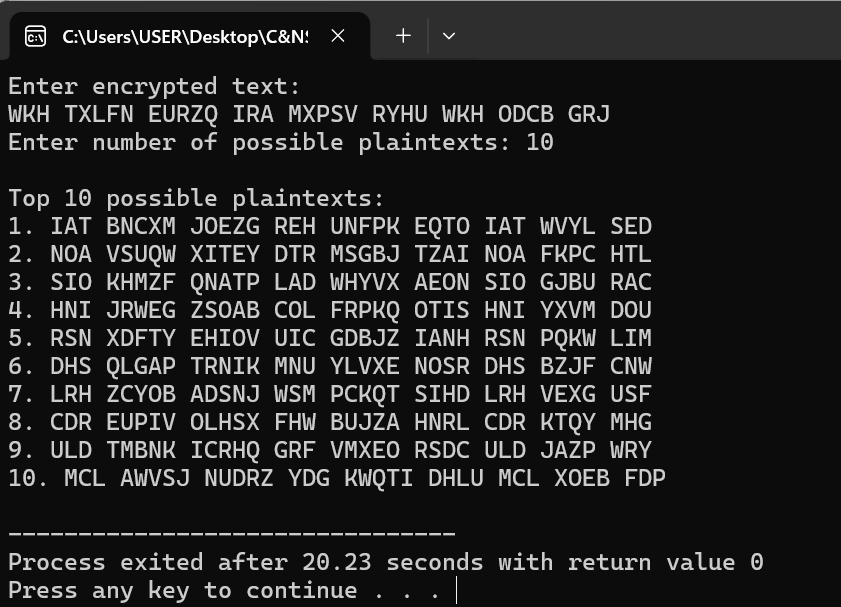 C:\Users\USER\Desktop\C&NS
Enter encrypted text:
WKH TXLFN EURZQ IRA MXPSV RYHU WKH ODCB GRJ
Enter number of possible plaintexts: 10
Top 10 possible plaintexts:
1. IAT BNCXM JOEZG REH UNFPK EQTO IAT WVYL SED
2. NOA VSUQW XITEY DTR MSGBJ TZAI NOA FKPC HTL
3. SIO KHMZF QNATP LAD WHYVX AEON SIO GJBU RAC
4. HNI JRWEG ZSOAB COL FRPKQ OTIS HNI YXVM DOU
5. RSN XDFTY EHIOV UIC GDBJZ IANH RSN PQKW LIM
6. DHS QLGAP TRNIK MNU YLVXE NOSR DHS BZJF CNW
7. LRH ZCYOB ADSNJ WSM PCKQT SIHD LRH VEXG USF
8. CDR EUPIV OLHSX FHW BUJZA HNRL CDR KTQY MHG
9. ULD TMBNK ICRHQ GRF VMXEO RSDC ULD JAZP WRY
10. MCL AWVSJ NUDRZ YDG KWQTI DHLU MCL XOEB FDP
--------------------------------
Process exited after 20.23 seconds with return value 0
Press any key to continue . . .